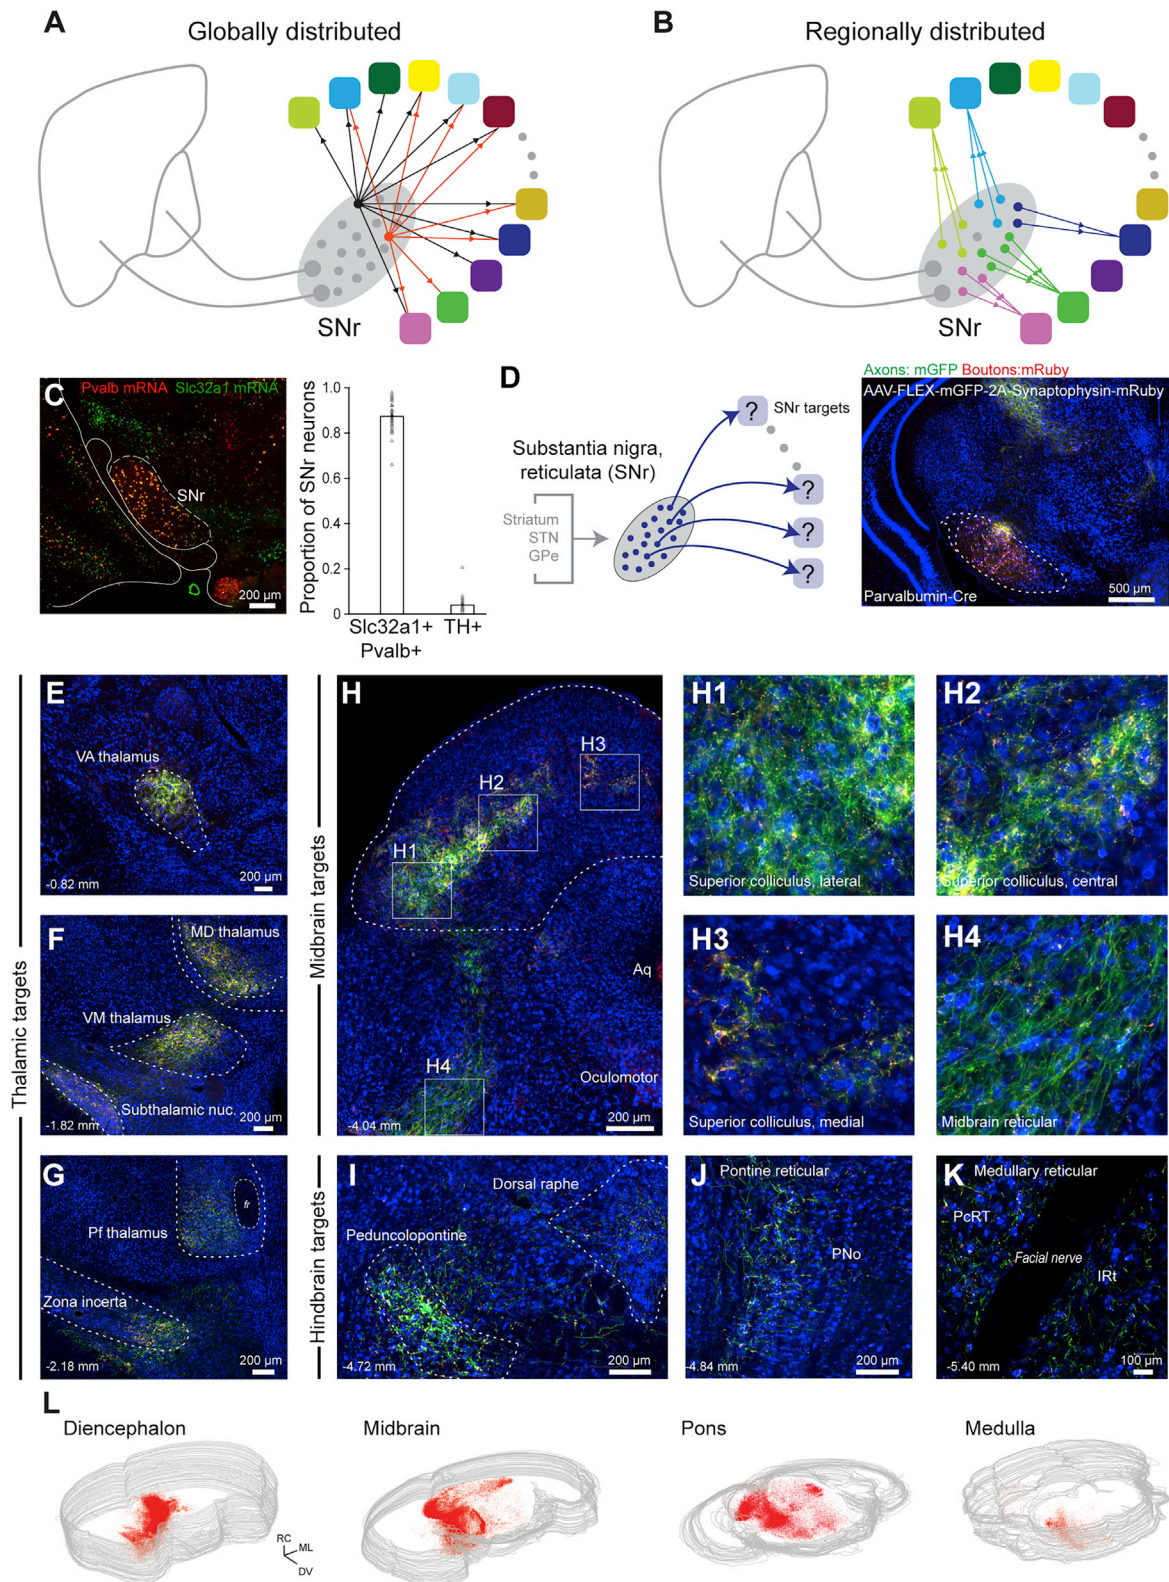 A
Globally distributed
SNr
B
Regionally distributed
SNr
C
Pvalb mRNA Slc32a1 mRNA
SNr
200 µm
Proportion of SNr neurons
1.0
0.8
0.6
0.4
0.2
0
Slc32a1+
Pvalb+
TH+
D
Substantia nigra,
reticulata (SNr)
Striatum
STN
GPe
SNr targets
?
?
?
?
Axons: mGFP Boutons:mRuby
AAV-FLEX-mGFP-2A-Synaptophysin-mRuby
Parvalbumin-Cre
500 µm
Thalamic targets
E
VA thalamus
-0.82 mm
200 µm
F
MD thalamus
VM thalamus
Subthalamic nuc.
-1.82 mm
200 µm
G
fr
Pf thalamus
Zona incerta
-2.18 mm
200 µm
Midbrain targets
H
H3
H2
H1
Aq
H4
Oculomotor
-4.04 mm
200 µm
H1
Superior colliculus, lateral
H2
Superior colliculus, central
H3
Superior colliculus, medial
H4
Midbrain reticular
Hindbrain targets
I
Dorsal raphe
Peduncolopontine
-4.72 mm
200 µm
J
Pontine reticular
PNo
-4.84 mm
200 µm
K
Medullary reticular
PcRT
Facial nerve
IRt
-5.40 mm
100 µm
L
Diencephalon
Midbrain
Pons
Medulla
RC
ML
DV